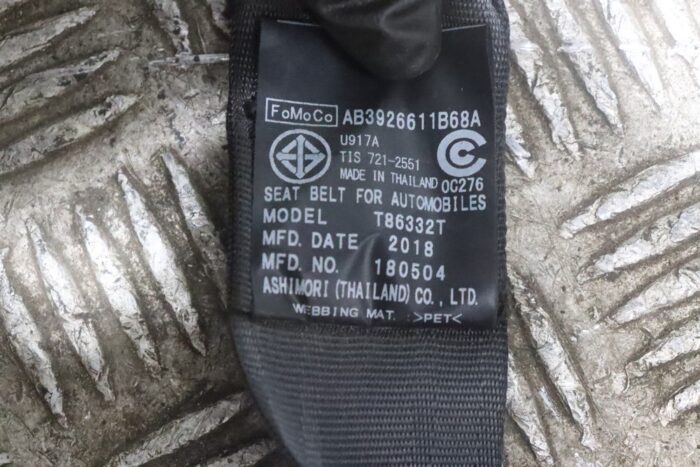 FoMoCo AB3926611B68A
U917A
TIS 721-2551
MADE IN THAILAND 0C276
SEAT BELT FOR AUTOMOBILES
MODEL T86332T
MFD. DATE 2018
MFD. NO. 180504
ASHIMORI (THAILAND) CO., LTD.
WEBBING MAT. >PET<